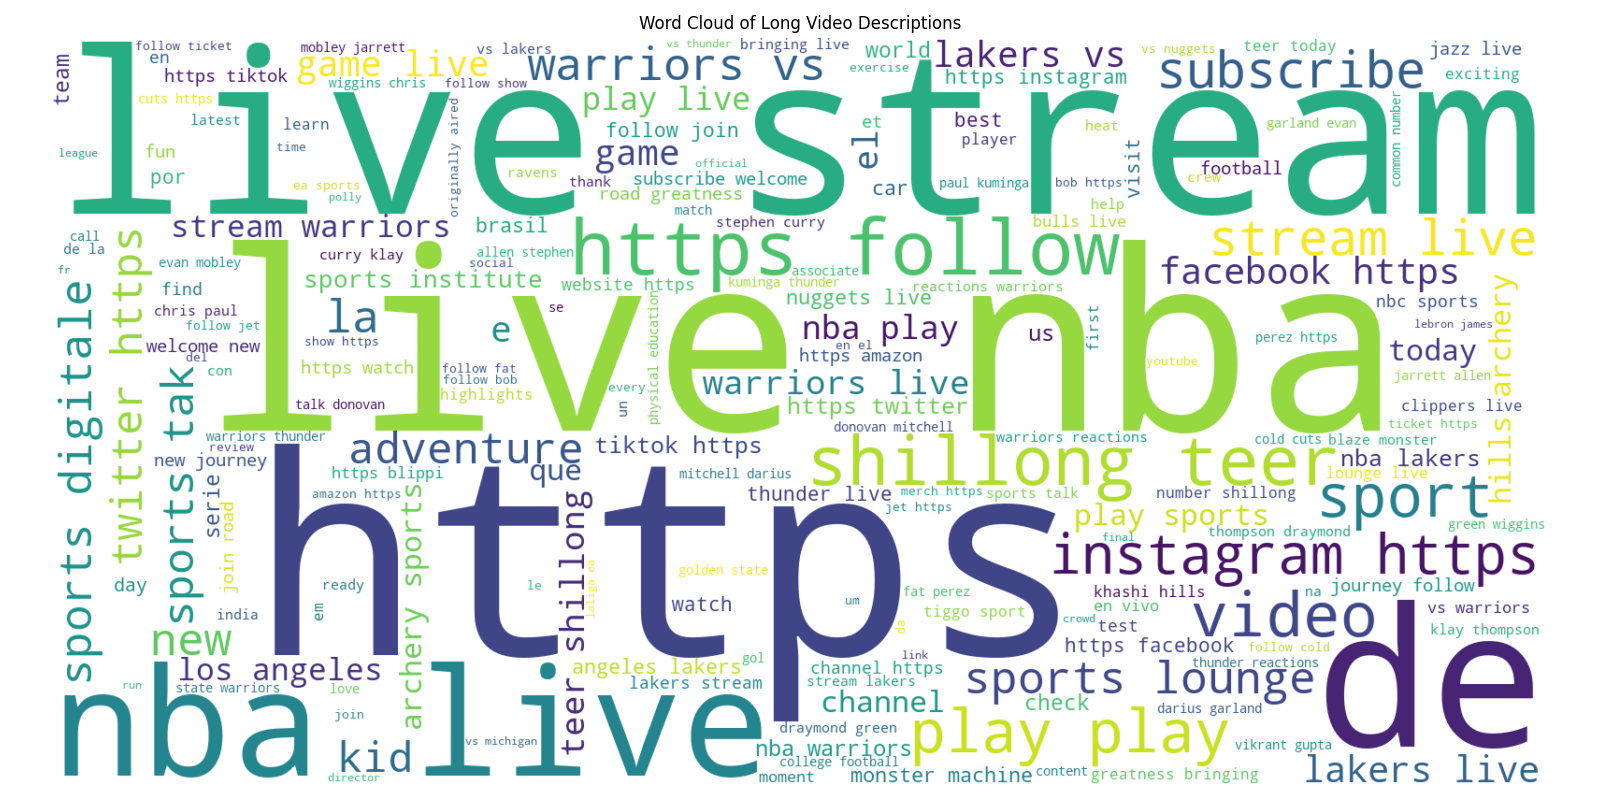 Word Cloud of Long Video Descriptions
live stream
live nba
https
nba live
de
https follow
shillong teer
warriors vs
lakers vs
subscribe
game live
play live
game
follow join
subscribe welcome
road greatness
follow ticket
en
https tiktok
mobley jarrett
vs lakers
vs thunder
bringing live
world
exercise
https instagram
vs nuggets
teer today
jazz live
exciting
team
cuts https
wiggins chris
follow show
latest
learn
time
league
fun
por
ea sports
polly
originally aired
ravens
official
thank
et
el
best
player
heat
car
paul kuminga
bob https
visit
football
crew
garland evan
common number
help
match
stephen curry
bulls live
stream warriors
brasil
stream live
call
de la
fr
evan mobley
curry klay
allen stephen
social
sports institute
website https
associate
kuminga thunder
reactions warriors
facebook https
find
chris paul
follow jet
la
e
se
nuggets live
nba play
us
first
nbc sports
lebron james
welcome new
show https
del
con
https watch
follow fat
follow bob
highlights
every
un
physical education
en el
https amazon
warriors live
https twitter
youtube
perez https
today
jarrett allen
hills archery
clippers live
ticket https
talk donovan
donovan mitchell
sports digitale
twitter https
sports tak
warriors thunder
review
new journey
adventure
tiktok https
que
https blippi
mitchell darius
warriors reactions
cold cuts
blaze monster
lounge live
nba lakers
serie
join road
amazon https
archery sports
teer shillong
thunder live
merch https
sports talk
jet https
number shillong
sport
play sports
green wiggins
thompson draymond
final
instagram https
day
india
em
ready
le
laliga ea
golden state
watch
um
fat perez
tiggo sport
da
khashi hills
na
journey follow
en vivo
crowd
test
video
vs warriors
klay thompson
new
https facebook
follow cold
los angeles
angeles lakers
gol
link
channel https
stream lakers
thunder reactions
sports lounge
run
state warriors
love
lakers stream
channel
check
darius garland
join
vs michigan
draymond green
play play
vikrant gupta
kid
director
nba warriors
college football
moment
monster machine
content
greatness bringing
lakers live